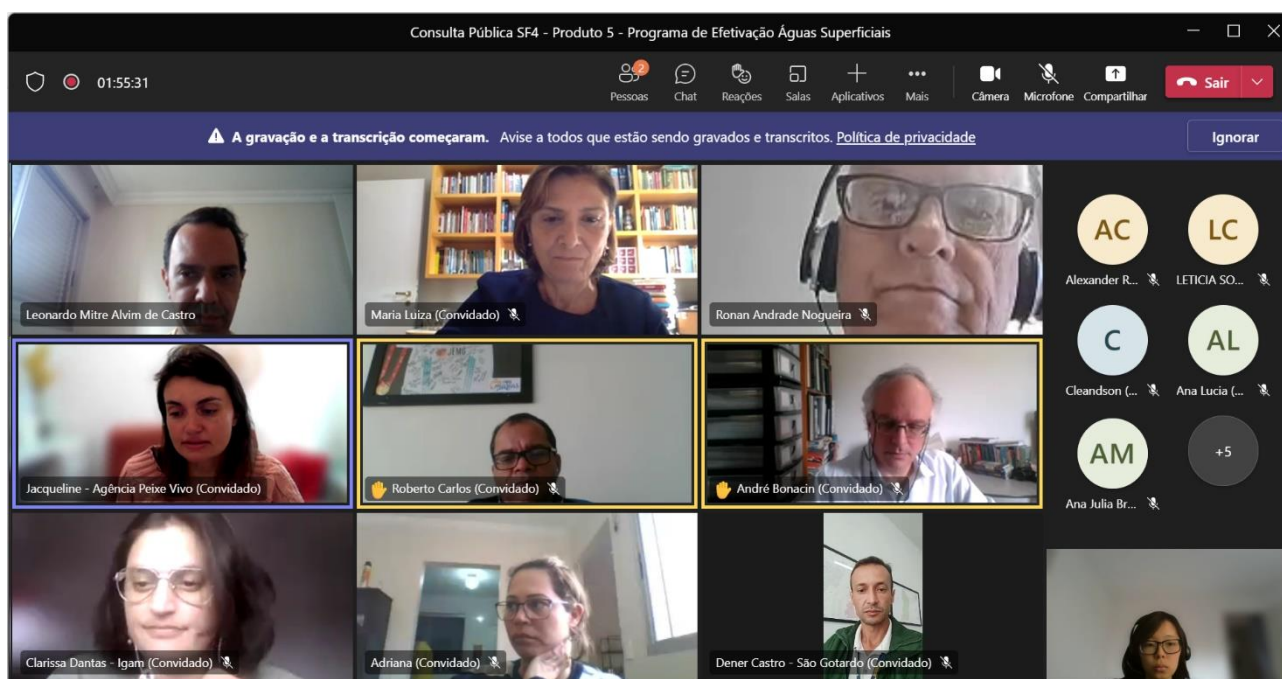 Consulta Pública SF4 - Produto 5 - Programa de Efetivação Águas Superficiais
01:55:31
2
Pessoas
Chat
Reações
Salas
Aplicativos
Mais
Câmera
Microfone
Compartilhar
Sair
A gravação e a transcrição começaram. Avise a todos que estão sendo gravados e transcritos. Política de privacidade
Ignorar
Leonardo Mitre Alvim de Castro
Maria Luiza (Convidado)
Ronan Andrade Nogueira
AC
LC
Alexander R...
LETICIA SO...
C
AL
Cleandson (...
Ana Lucia (...
AM
+5
Ana Julia Br...
Jacqueline - Agência Peixe Vivo (Convidado)
Roberto Carlos (Convidado)
André Bonacin (Convidado)
Clarissa Dantas - Igam (Convidado)
Adriana (Convidado)
Dener Castro - São Gotardo (Convidado)